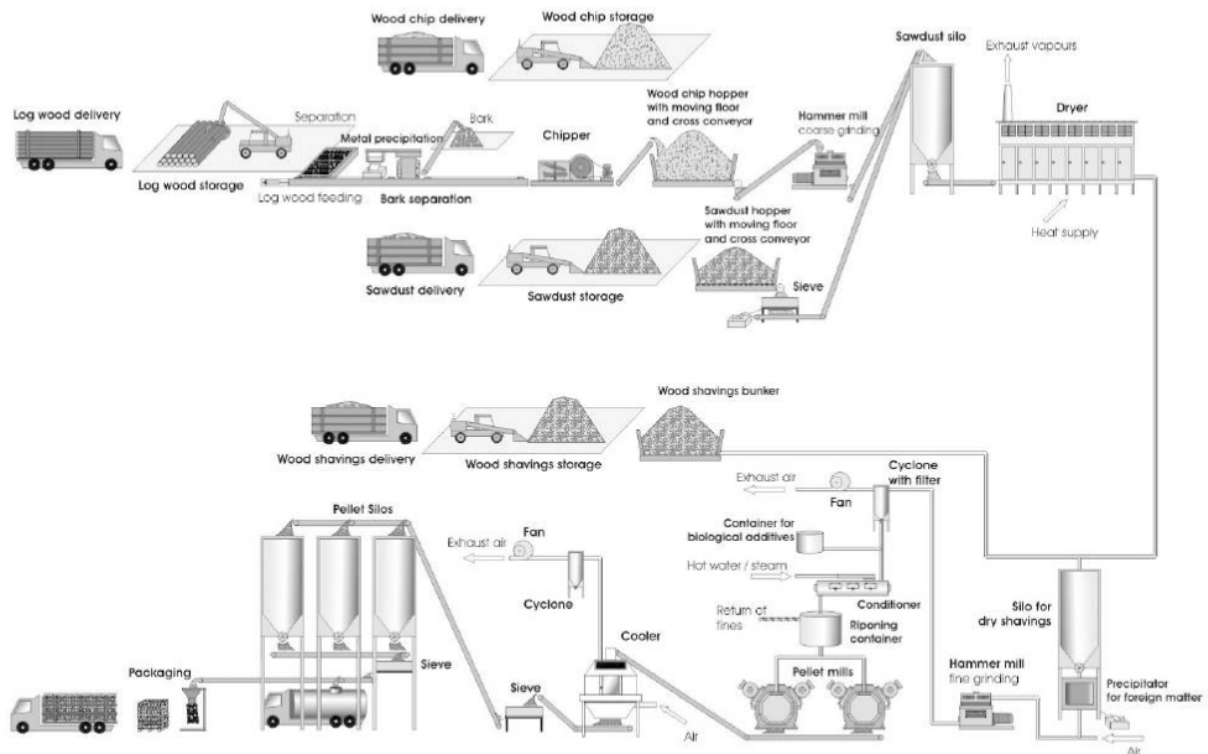 Wood chip delivery
Wood chip storage
Sawdust silo
Exhaust vapours
Dryer
Log wood delivery
Separation
Metal precipitation
Bark
Chipper
Wood chip hopper
with moving floor
and cross conveyor
Hammer mill
coarse grinding
Log wood storage
Log wood feeding
Bark separation
Heat supply
Sawdust hopper
with moving floor
and cross conveyor
Sieve
Sawdust delivery
Sawdust storage
Wood shavings bunker
Wood shavings delivery
Wood shavings storage
Cyclone
with filter
Exhaust air
Fan
Container for
biological additives
Hot water / steam
Conditioner
Pellet Silos
Fan
Exhaust air
Cyclone
Return of
fines
Riponing
container
Silo for
dry shavings
Cooler
Pellet mills
Hammer mill
fine grinding
Precipitator
for foreign matter
Packaging
Sieve
Sieve
Air
Air